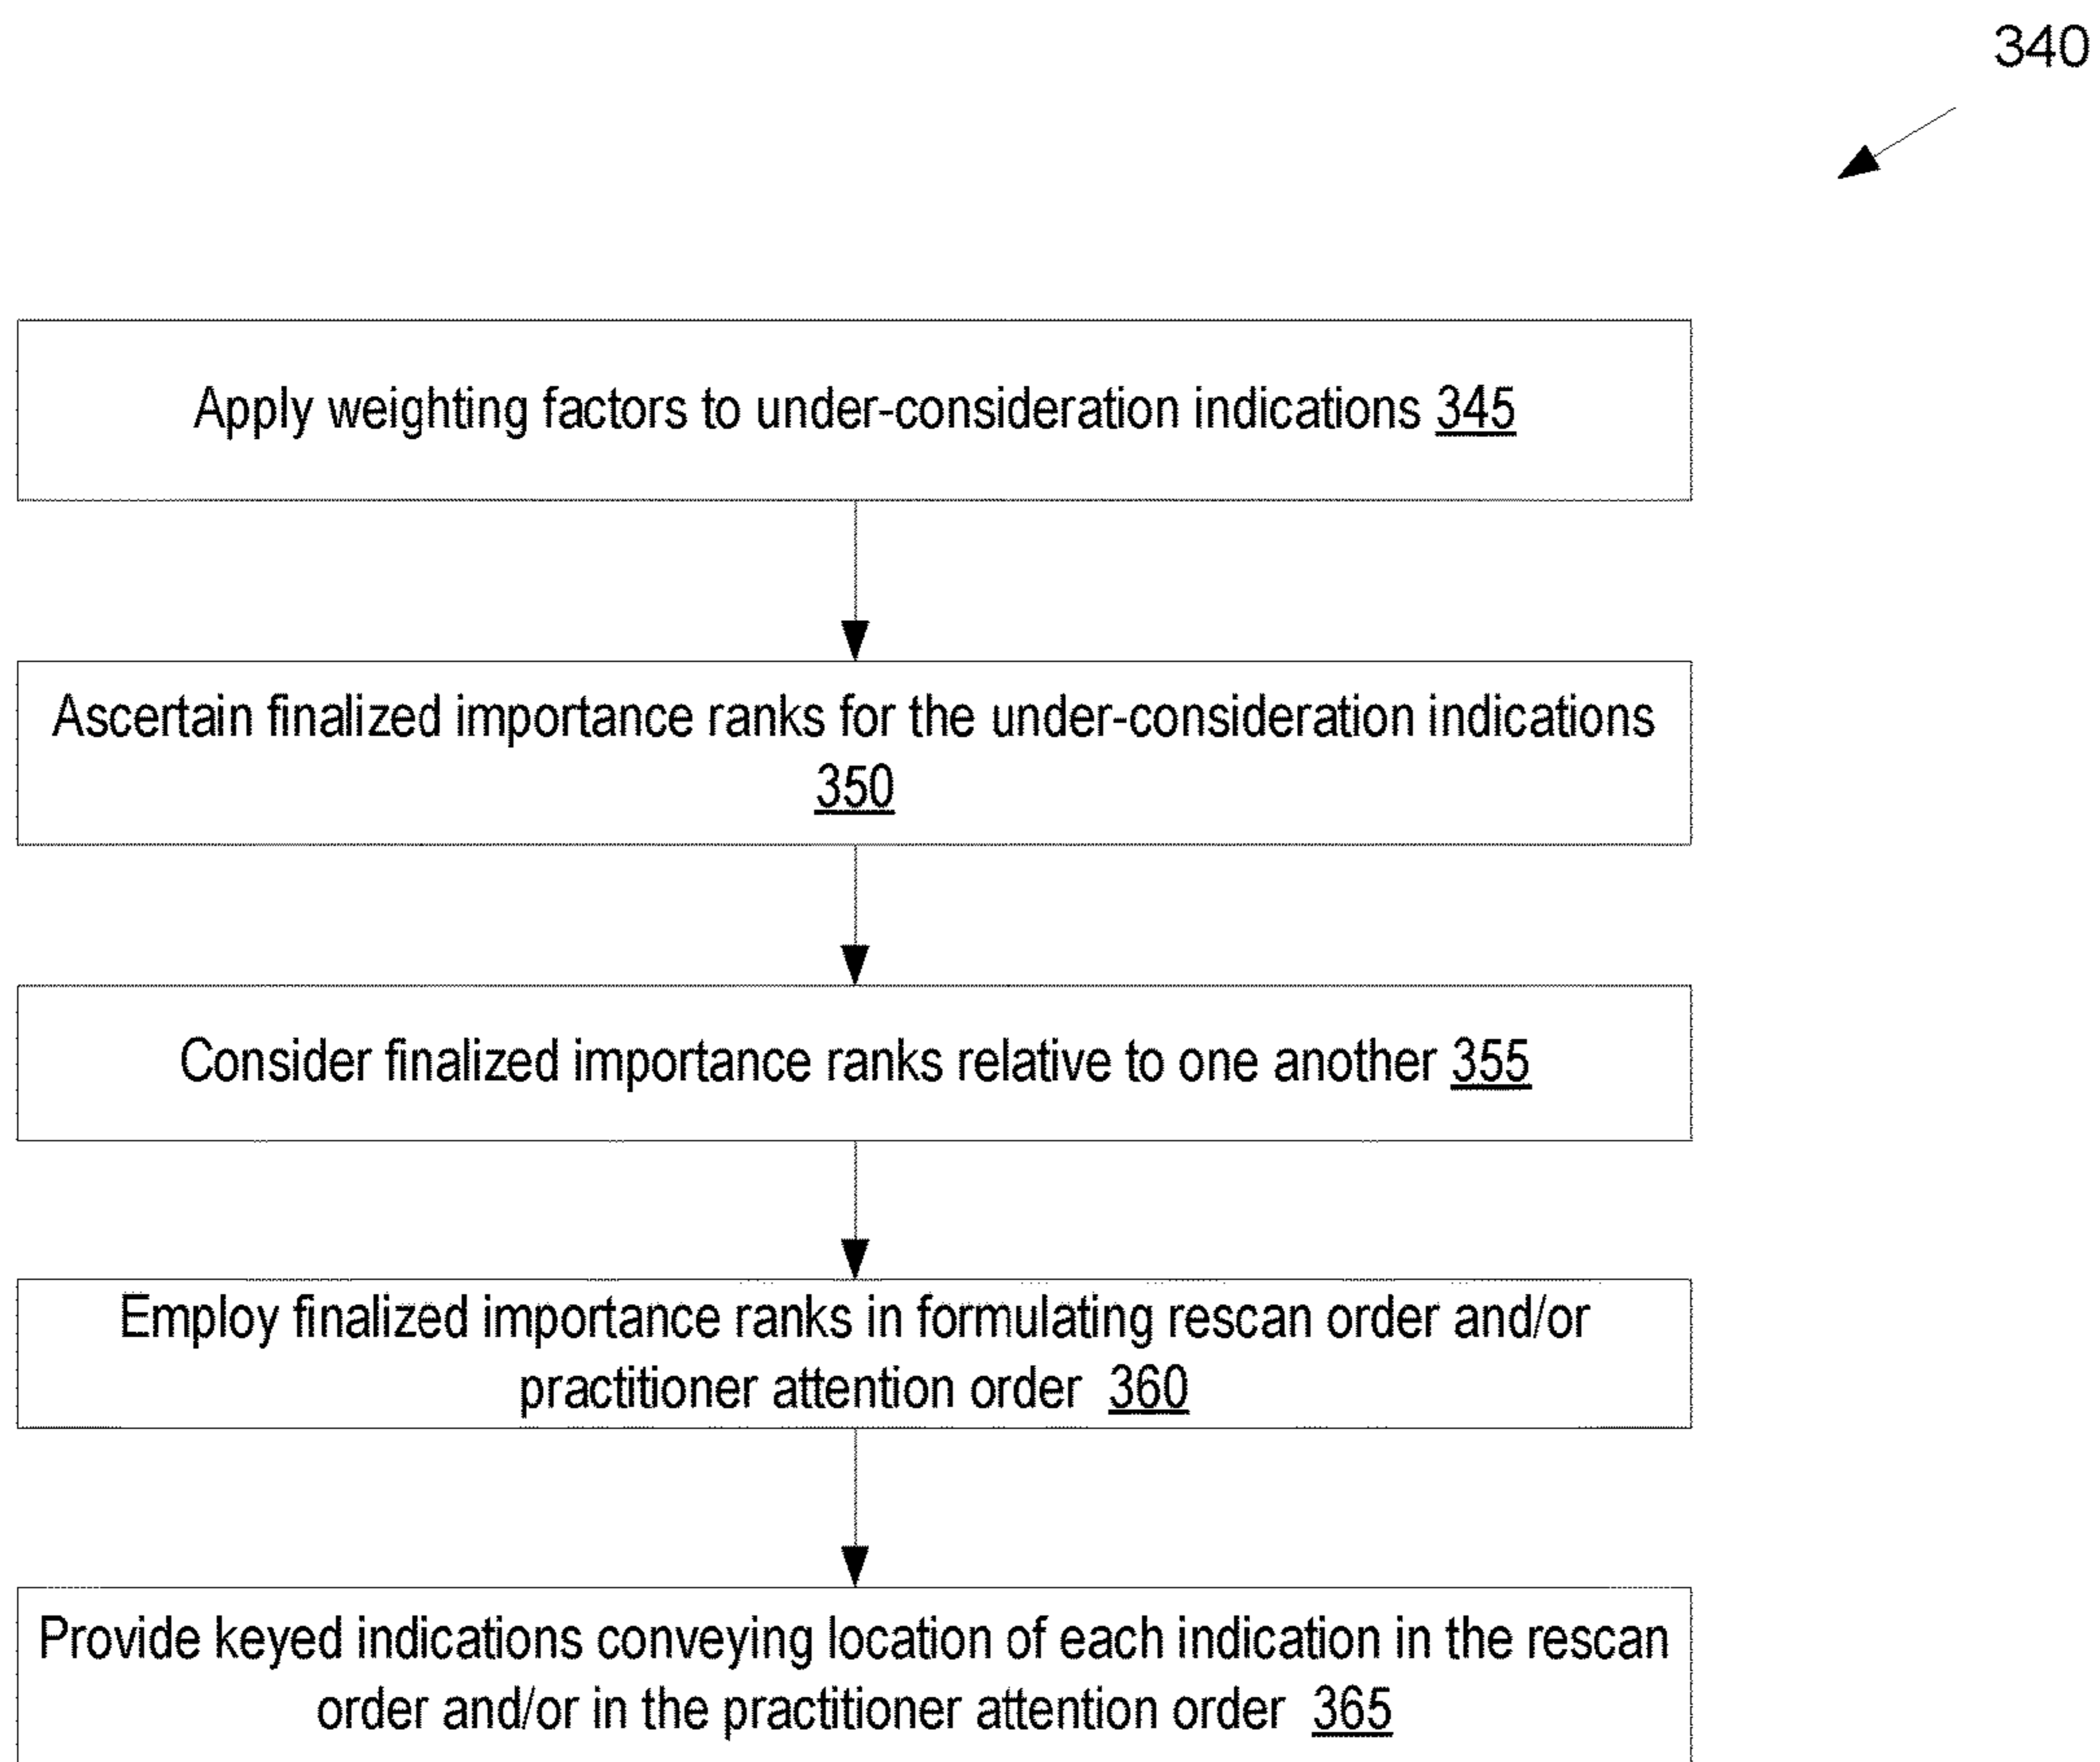 340
Apply weighting factors to under-consideration indications 345
Ascertain finalized importance ranks for the under-consideration indications
350
Consider finalized importance ranks relative to one another 355
Employ finalized importance ranks in formulating rescan order and/or
practitioner attention order 360
Provide keyed indications conveying location of each indication in the rescan
order and/or in the practitioner attention order 365